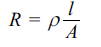 R = ρ l/A